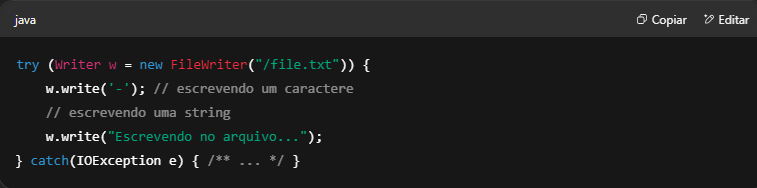 java
Copiar
Editar
try (Writer w = new FileWriter("/file.txt")) {
w.write('-'); // escrevendo um caractere
// escrevendo uma string
w.write("Escrevendo no arquivo...");
} catch(IOException e) { /** ... */ }